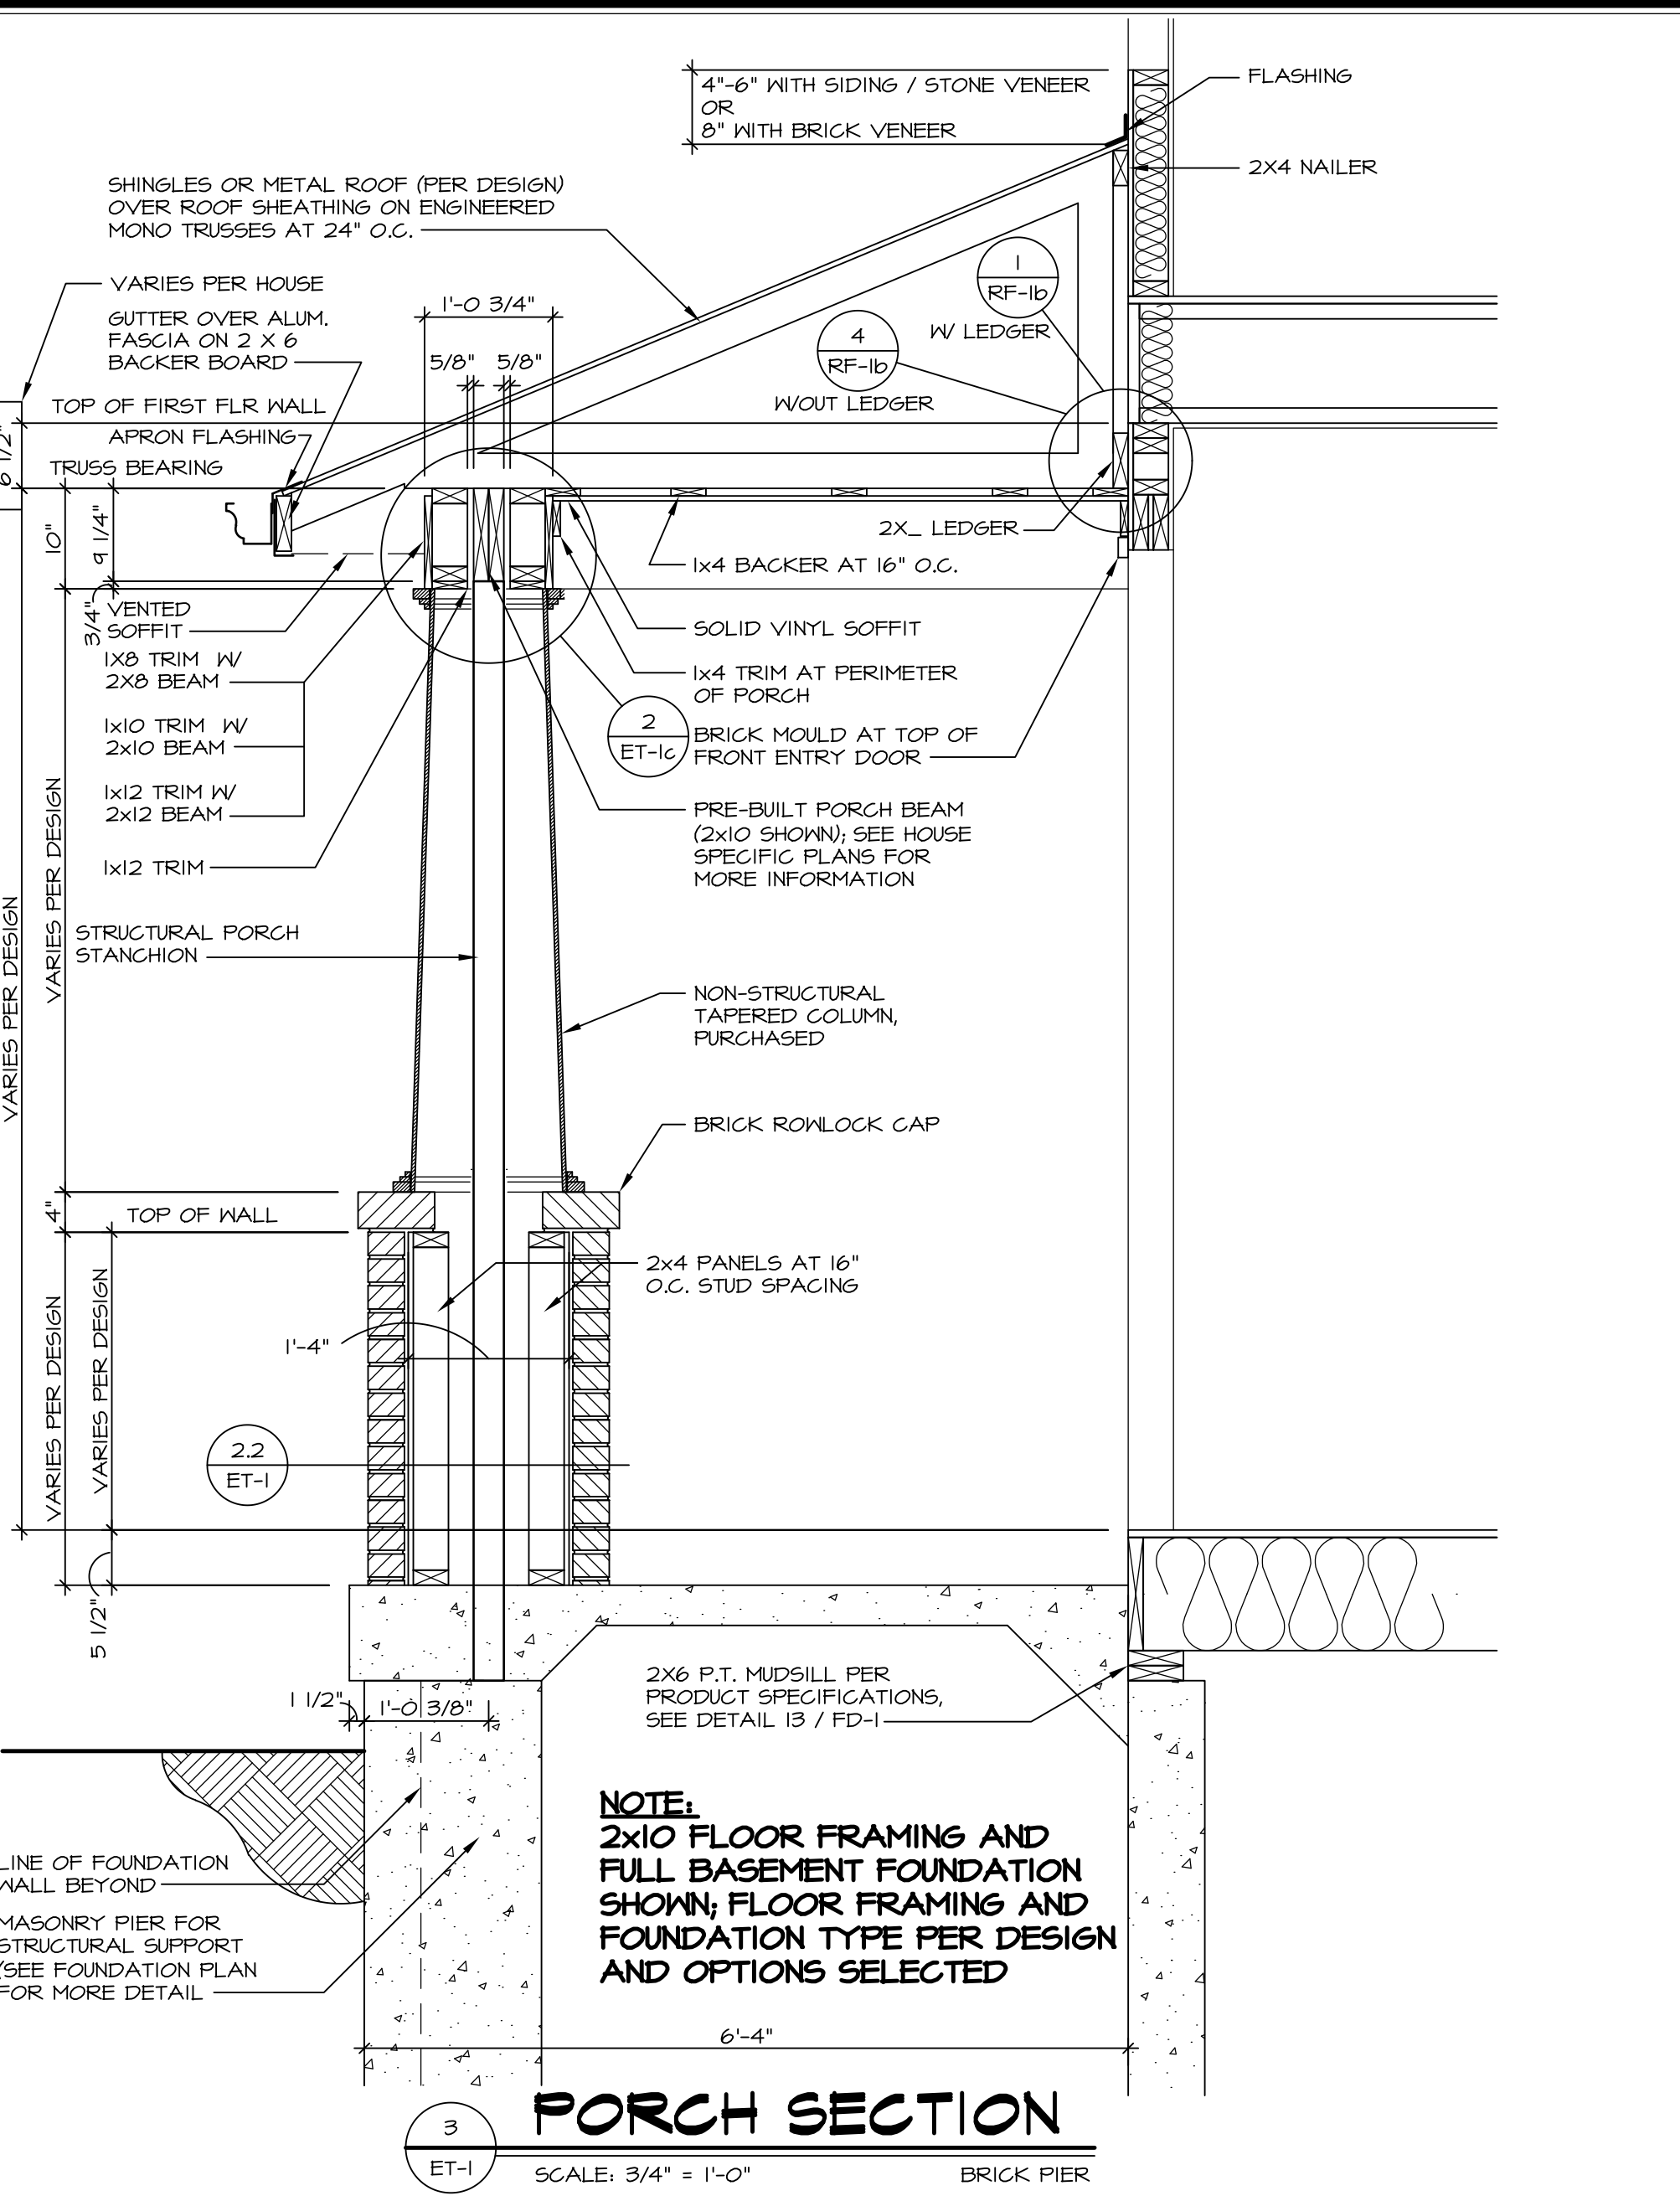 4"-6" WITH SIDING / STONE VENEER
OR
8" WITH BRICK VENEER
FLASHING
2X4 NAILER
SHINGLES OR METAL ROOF (PER DESIGN)
OVER ROOF SHEATHING ON ENGINEERED
MONO TRUSSES AT 24" O.C.
VARIES PER HOUSE
GUTTER OVER ALUM.
FASCIA ON 2 X 6
BACKER BOARD
1'-0 3/4"
5/8"
5/8"
1
RF-1b
W/ LEDGER
4
RF-1b
W/OUT LEDGER
TOP OF FIRST FLR WALL
APRON FLASHING
TRUSS BEARING
6 1/2"
10"
9 1/4"
3/4"
2X_ LEDGER
1x4 BACKER AT 16" O.C.
VENTED
SOFFIT
1X8 TRIM W/
2X8 BEAM
1x10 TRIM W/
2x10 BEAM
1x12 TRIM W/
2x12 BEAM
1x12 TRIM
SOLID VINYL SOFFIT
1x4 TRIM AT PERIMETER
OF PORCH
2
ET-1c
BRICK MOULD AT TOP OF
FRONT ENTRY DOOR
PRE-BUILT PORCH BEAM
(2x10 SHOWN); SEE HOUSE
SPECIFIC PLANS FOR
MORE INFORMATION
VARIES PER DESIGN
VARIES PER DESIGN
STRUCTURAL PORCH
STANCHION
NON-STRUCTURAL
TAPERED COLUMN,
PURCHASED
BRICK ROWLOCK CAP
4"
TOP OF WALL
2x4 PANELS AT 16"
O.C. STUD SPACING
VARIES PER DESIGN
VARIES PER DESIGN
1'-4"
2.2
ET-1
5 1/2"
1 1/2"
1'-0 3/8"
2X6 P.T. MUDSILL PER
PRODUCT SPECIFICATIONS,
SEE DETAIL 13 / FD-1
LINE OF FOUNDATION
WALL BEYOND
MASONRY PIER FOR
STRUCTURAL SUPPORT
(SEE FOUNDATION PLAN
FOR MORE DETAIL
NOTE:
2x10 FLOOR FRAMING AND
FULL BASEMENT FOUNDATION
SHOWN; FLOOR FRAMING AND
FOUNDATION TYPE PER DESIGN
AND OPTIONS SELECTED
6'-4"
3
ET-1
PORCH SECTION
SCALE: 3/4" = 1'-0"
BRICK PIER